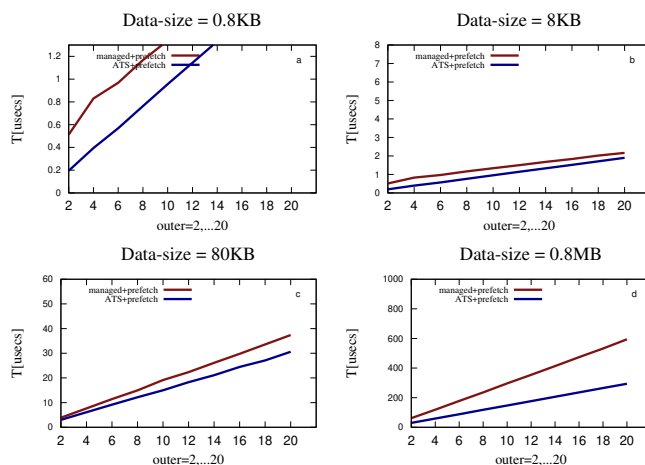 Data-size = 0.8KB
1.2
1
0.8
0.6
0.4
0.2
0
managed+prefetch
ATS+prefetch
a
T[usecs]
2 4 6 8 10 12 14 16 18 20
outer=2,...20
Data-size = 8KB
8
7
6
5
4
3
2
1
0
managed+prefetch
ATS+prefetch
b
T[usecs]
2 4 6 8 10 12 14 16 18 20
outer=2,...20
Data-size = 80KB
60
50
40
30
20
10
0
managed+prefetch
ATS+prefetch
c
T[usecs]
2 4 6 8 10 12 14 16 18 20
outer=2,...20
Data-size = 0.8MB
1000
800
600
400
200
0
managed+prefetch
ATS+prefetch
d
T[usecs]
2 4 6 8 10 12 14 16 18 20
outer=2,...20